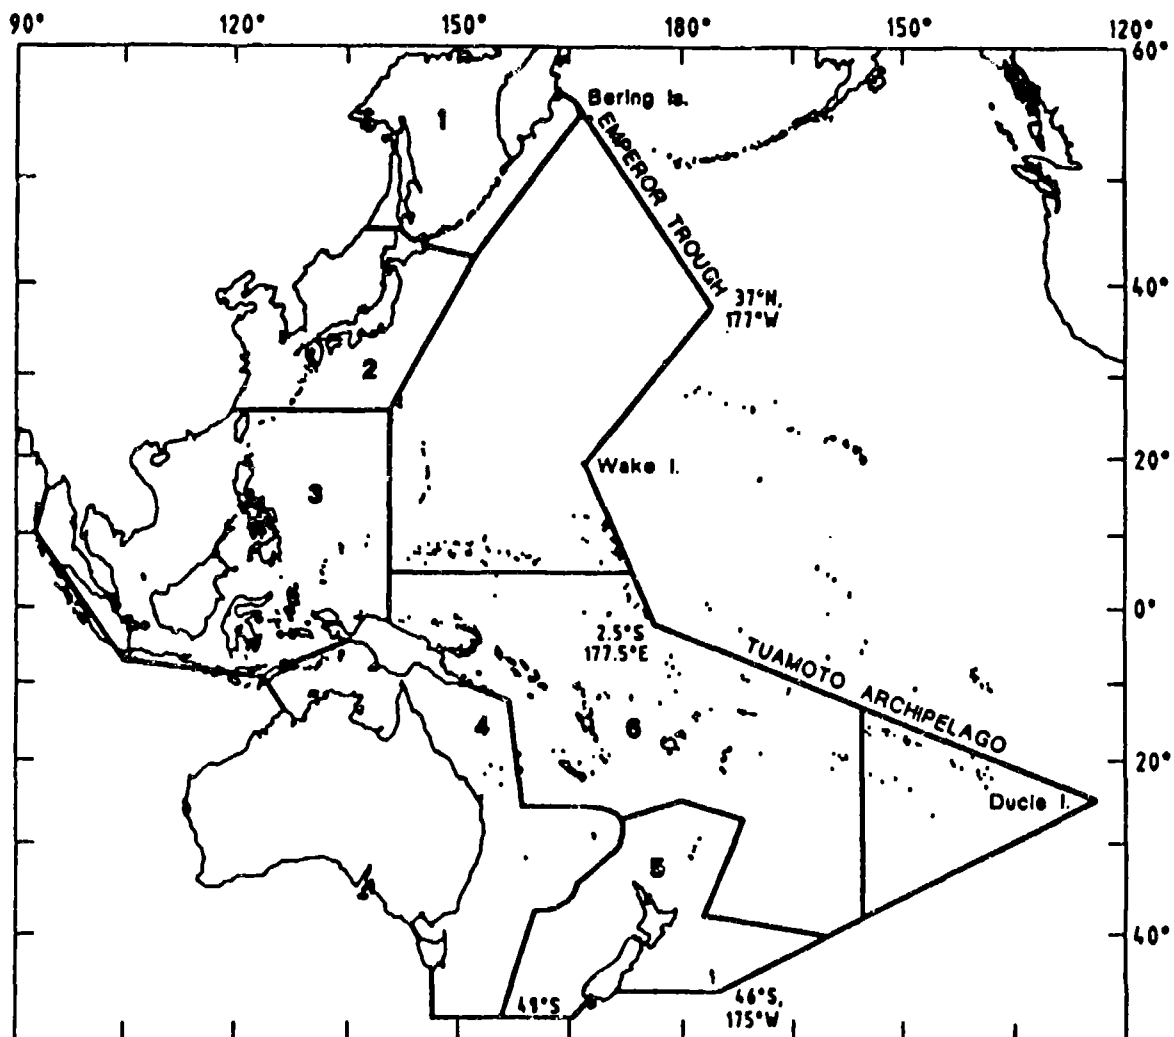 90° 120° 150° 180° 150° 120°
60°
Bering Is.
1
EMPEROR TROUGH
37°N,
177°W
40°
2
Wake I.
20°
3
0°
2.5°S
177.5°E
TUAMOTO ARCHIPELAGO
4
6
20°
Ducie I.
5
40°
49°S
46°S,
175°W